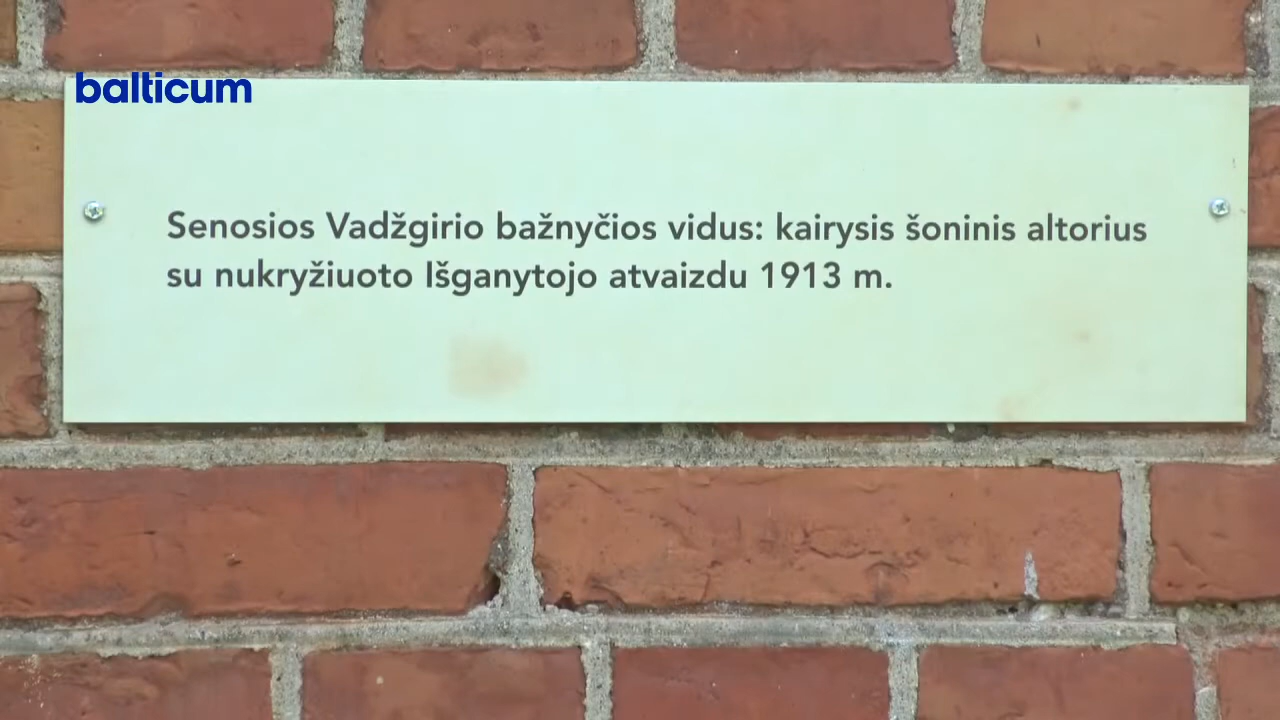 balticum
Senosios Vadžgirio bažnyčios vidus: kairysis šoninis altorius
su nukryžiuoto Išganytojo atvaizdu 1913 m.